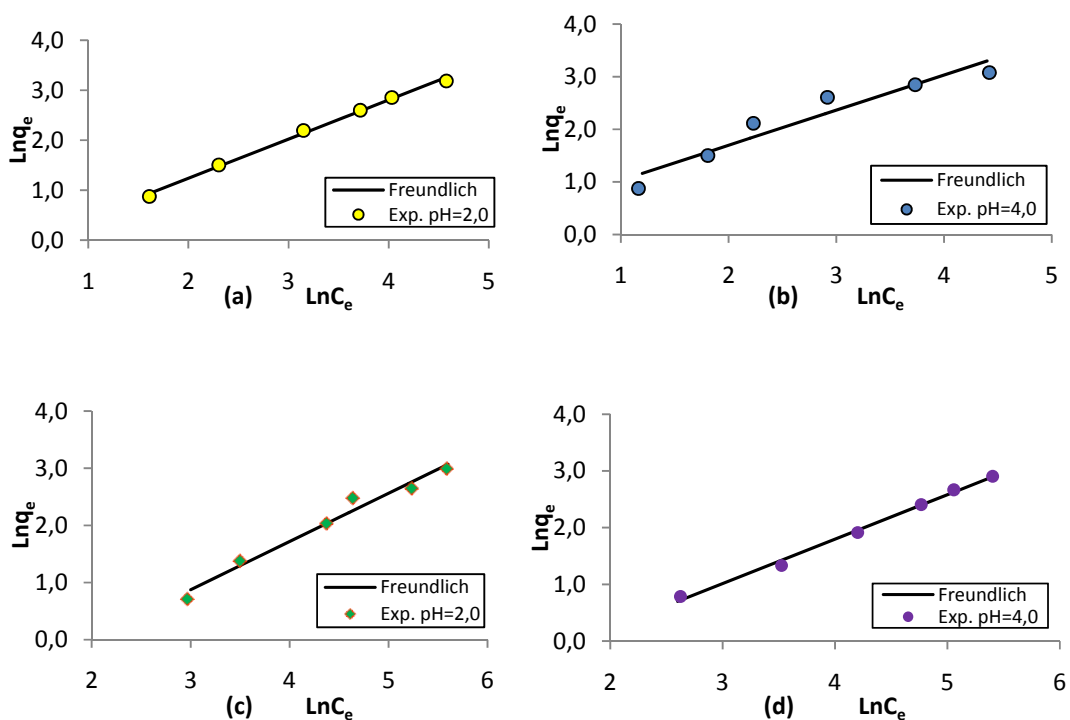 4,0
3,0
2,0
1,0
0,0
Lnqe
1 2 3 4 5
Freundlich
Exp. pH=2,0
(a) LnCe
4,0
3,0
2,0
1,0
0,0
Lnqe
1 2 3 4 5
Freundlich
Exp. pH=4,0
(b) LnCe
4,0
3,0
2,0
1,0
0,0
Lnqe
2 3 4 5 6
Freundlich
Exp. pH=2,0
(c) LnCe
4,0
3,0
2,0
1,0
0,0
Lnqe
2 3 4 5 6
Freundlich
Exp. pH=4,0
(d) LnCe